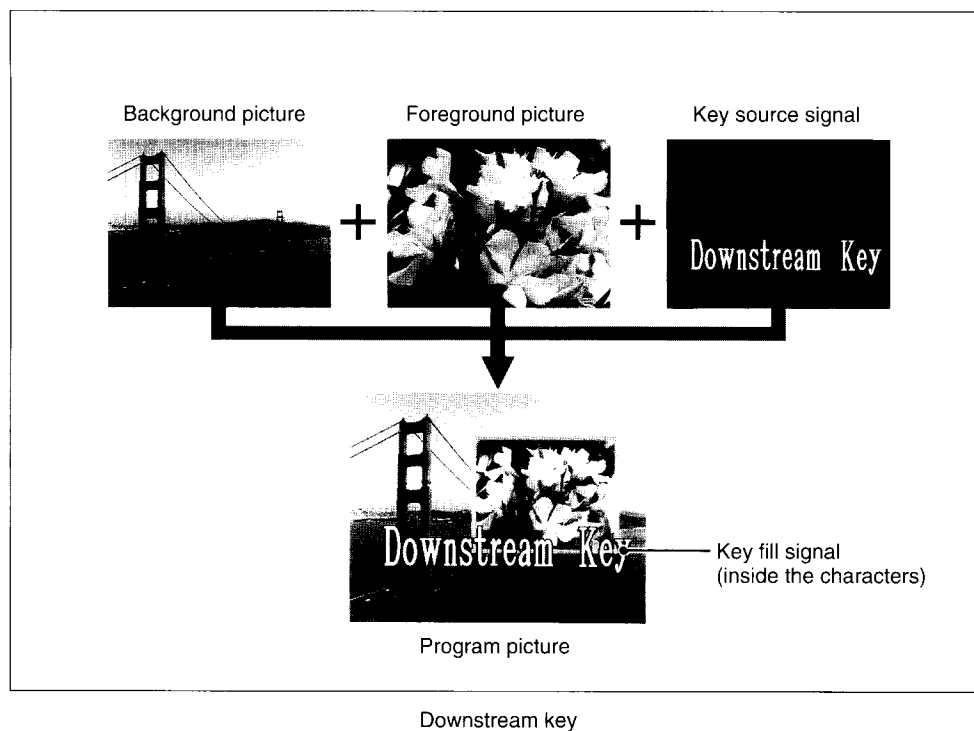 Background picture
Foreground picture
Key source signal
Downstream Key
Downstream Key
Key fill signal
(inside the characters)
Program picture
Downstream key